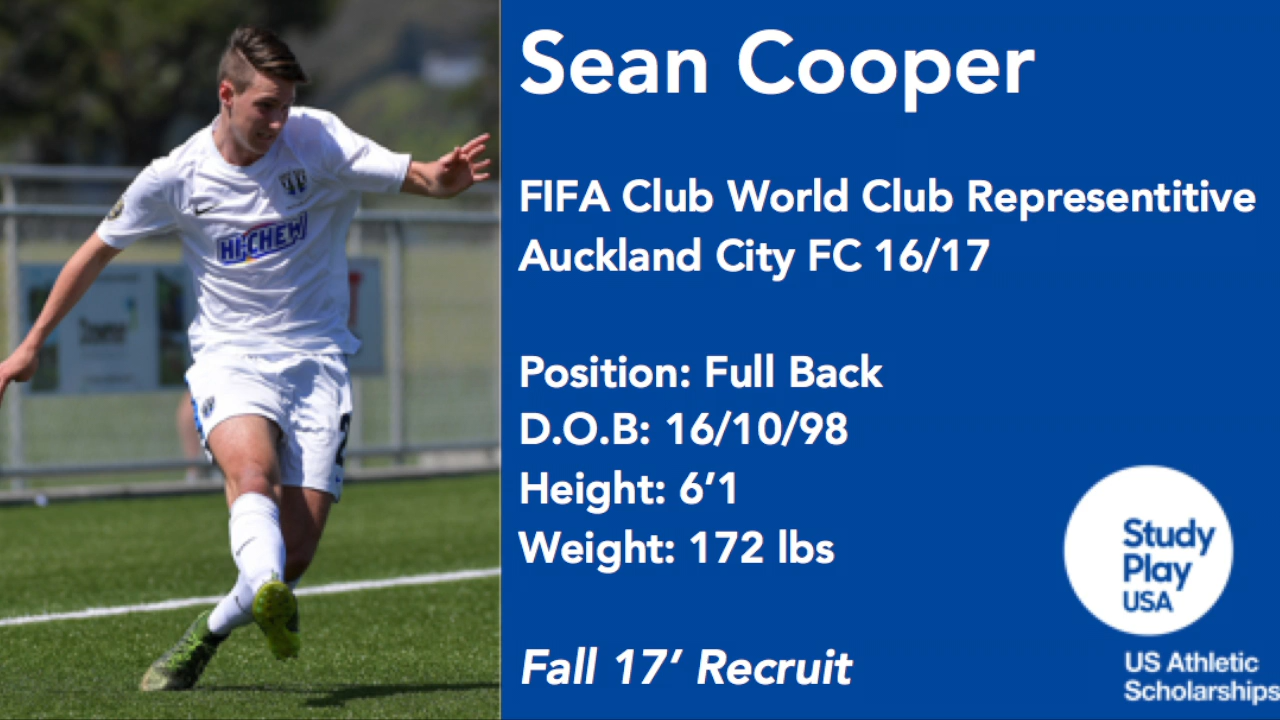 Sean Cooper
FIFA Club World Club Representitive
Auckland City FC 16/17
Position: Full Back
D.O.B: 16/10/98
Height: 6’1
Weight: 172 lbs
Fall 17’ Recruit
HI-CHEW
2
Study
Play
USA
US Athletic
Scholarships